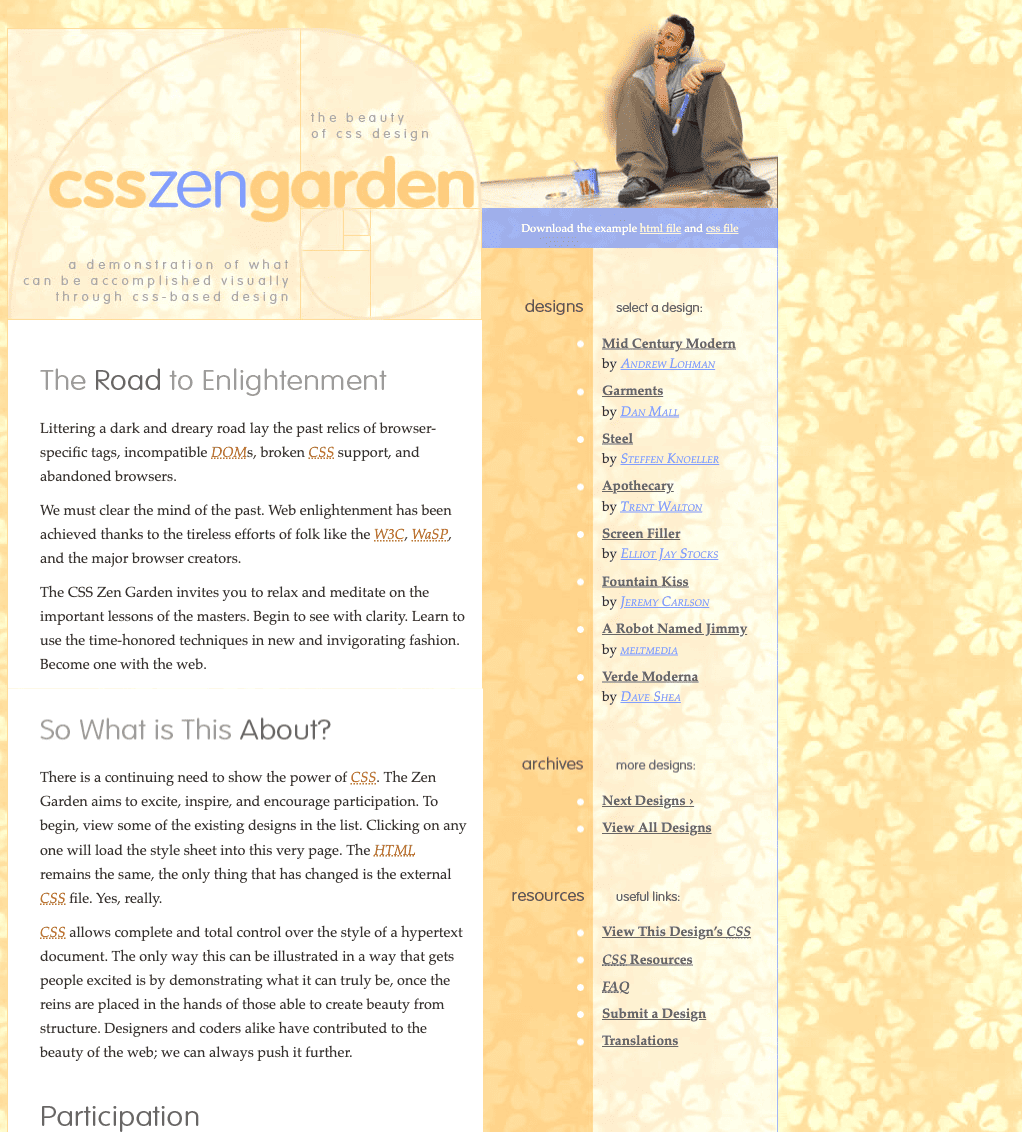 the beauty
of css design
csszengarden
a demonstration of what
can be accomplished visually
through css-based design
Download the example html file and css file
The Road to Enlightenment
Littering a dark and dreary road lay the past relics of browser-
specific tags, incompatible DOMs, broken CSS support, and
abandoned browsers.
We must clear the mind of the past. Web enlightenment has been
achieved thanks to the tireless efforts of folk like the W3C, WaSP,
and the major browser creators.
The CSS Zen Garden invites you to relax and meditate on the
important lessons of the masters. Begin to see with clarity. Learn to
use the time-honored techniques in new and invigorating fashion.
Become one with the web.
So What is This About?
There is a continuing need to show the power of CSS. The Zen
Garden aims to excite, inspire, and encourage participation. To
begin, view some of the existing designs in the list. Clicking on any
one will load the style sheet into this very page. The HTML
remains the same, the only thing that has changed is the external
CSS file. Yes, really.
CSS allows complete and total control over the style of a hypertext
document. The only way this can be illustrated in a way that gets
people excited is by demonstrating what it can truly be, once the
reins are placed in the hands of those able to create beauty from
structure. Designers and coders alike have contributed to the
beauty of the web; we can always push it further.
Participation
designs
select a design:
Mid Century Modern
by Andrew Lohman
Garments
by Dan Mall
Steel
by Steffen Knoeller
Apothecary
by Trent Walton
Screen Filler
by Elliot Jay Stocks
Fountain Kiss
by Jeremy Carlson
A Robot Named Jimmy
by meltmedia
Verde Moderna
by Dave Shea
archives
more designs:
Next Designs ›
View All Designs
resources
useful links:
View This Design’s CSS
CSS Resources
FAQ
Submit a Design
Translations